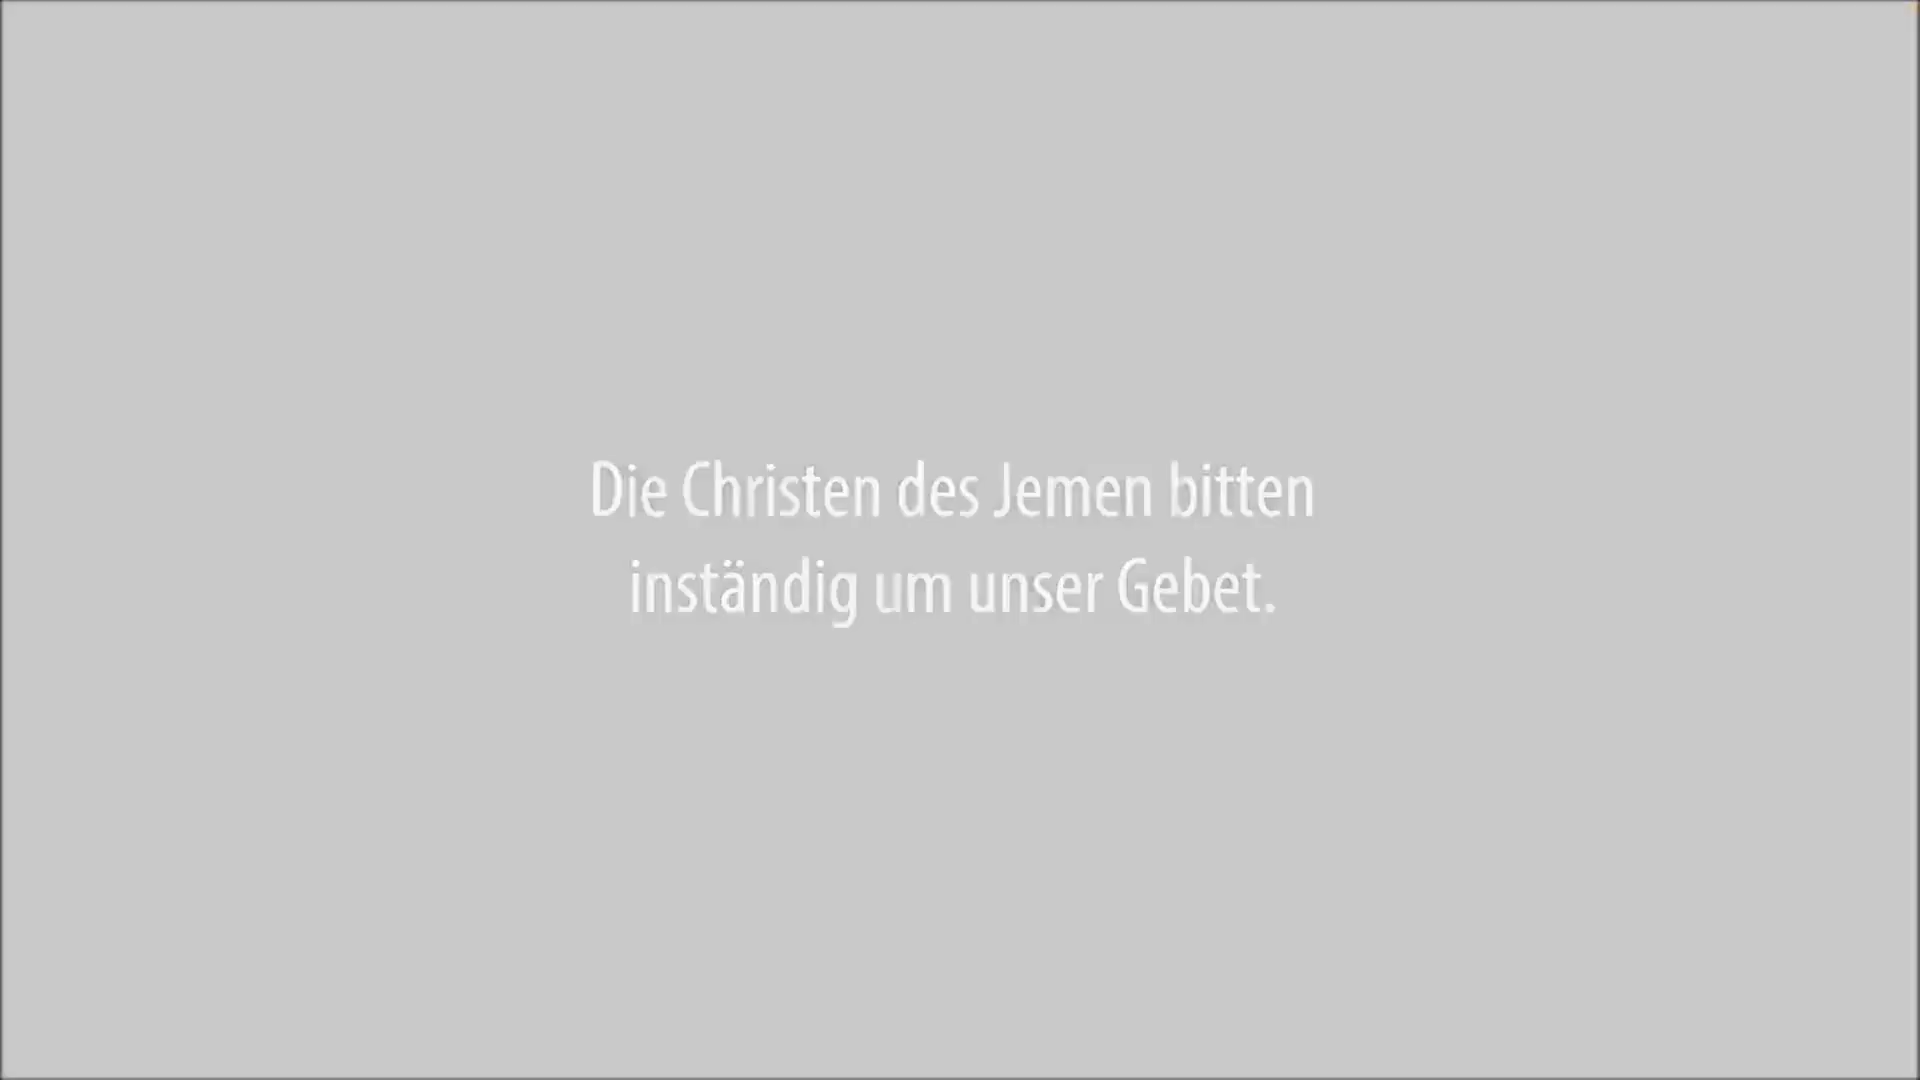 Die Christen des Jemen bitten
inständig um unser Gebet.